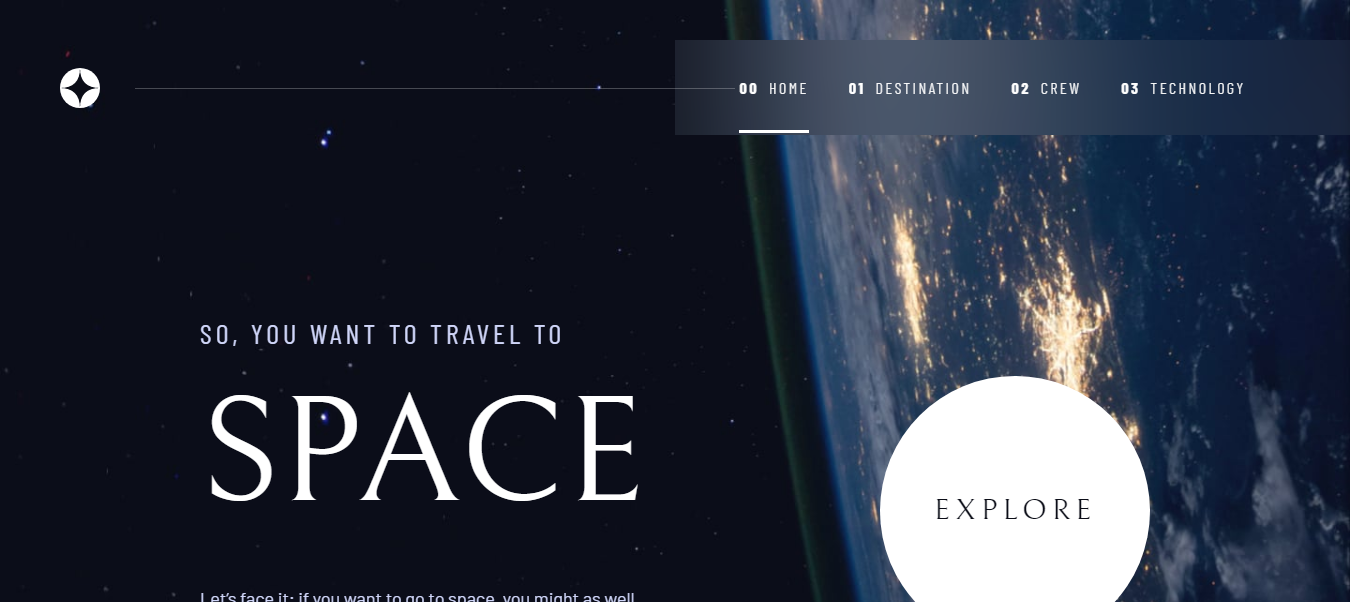 00 HOME 01 DESTINATION 02 CREW 03 TECHNOLOGY
SO, YOU WANT TO TRAVEL TO
SPACE
EXPLORE
Let's face it; if you want to go to space, you might as well